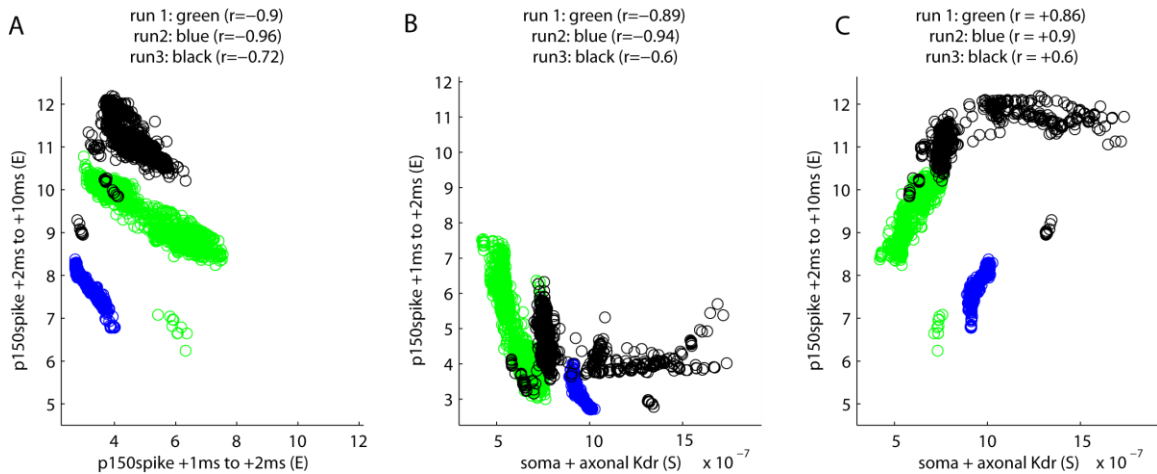 A
run 1: green (r=−0.9)
run2: blue (r=−0.96)
run3: black (r=−0.72)
p150spike +2ms to +10ms (E)
12
11
10
9
8
7
6
5
4
6
8
10
12
p150spike +1ms to +2ms (E)
B
run 1: green (r=−0.89)
run2: blue (r=−0.94)
run3: black (r=−0.6)
p150spike +1ms to +2ms (E)
12
11
10
9
8
7
6
5
4
3
5
10
15
soma + axonal Kdr (S) x 10⁻⁷
C
run 1: green (r = +0.86)
run2: blue (r = +0.9)
run3: black (r = +0.6)
p150spike +2ms to +10ms (E)
12
11
10
9
8
7
6
5
5
10
15
soma + axonal Kdr (S) x 10⁻⁷